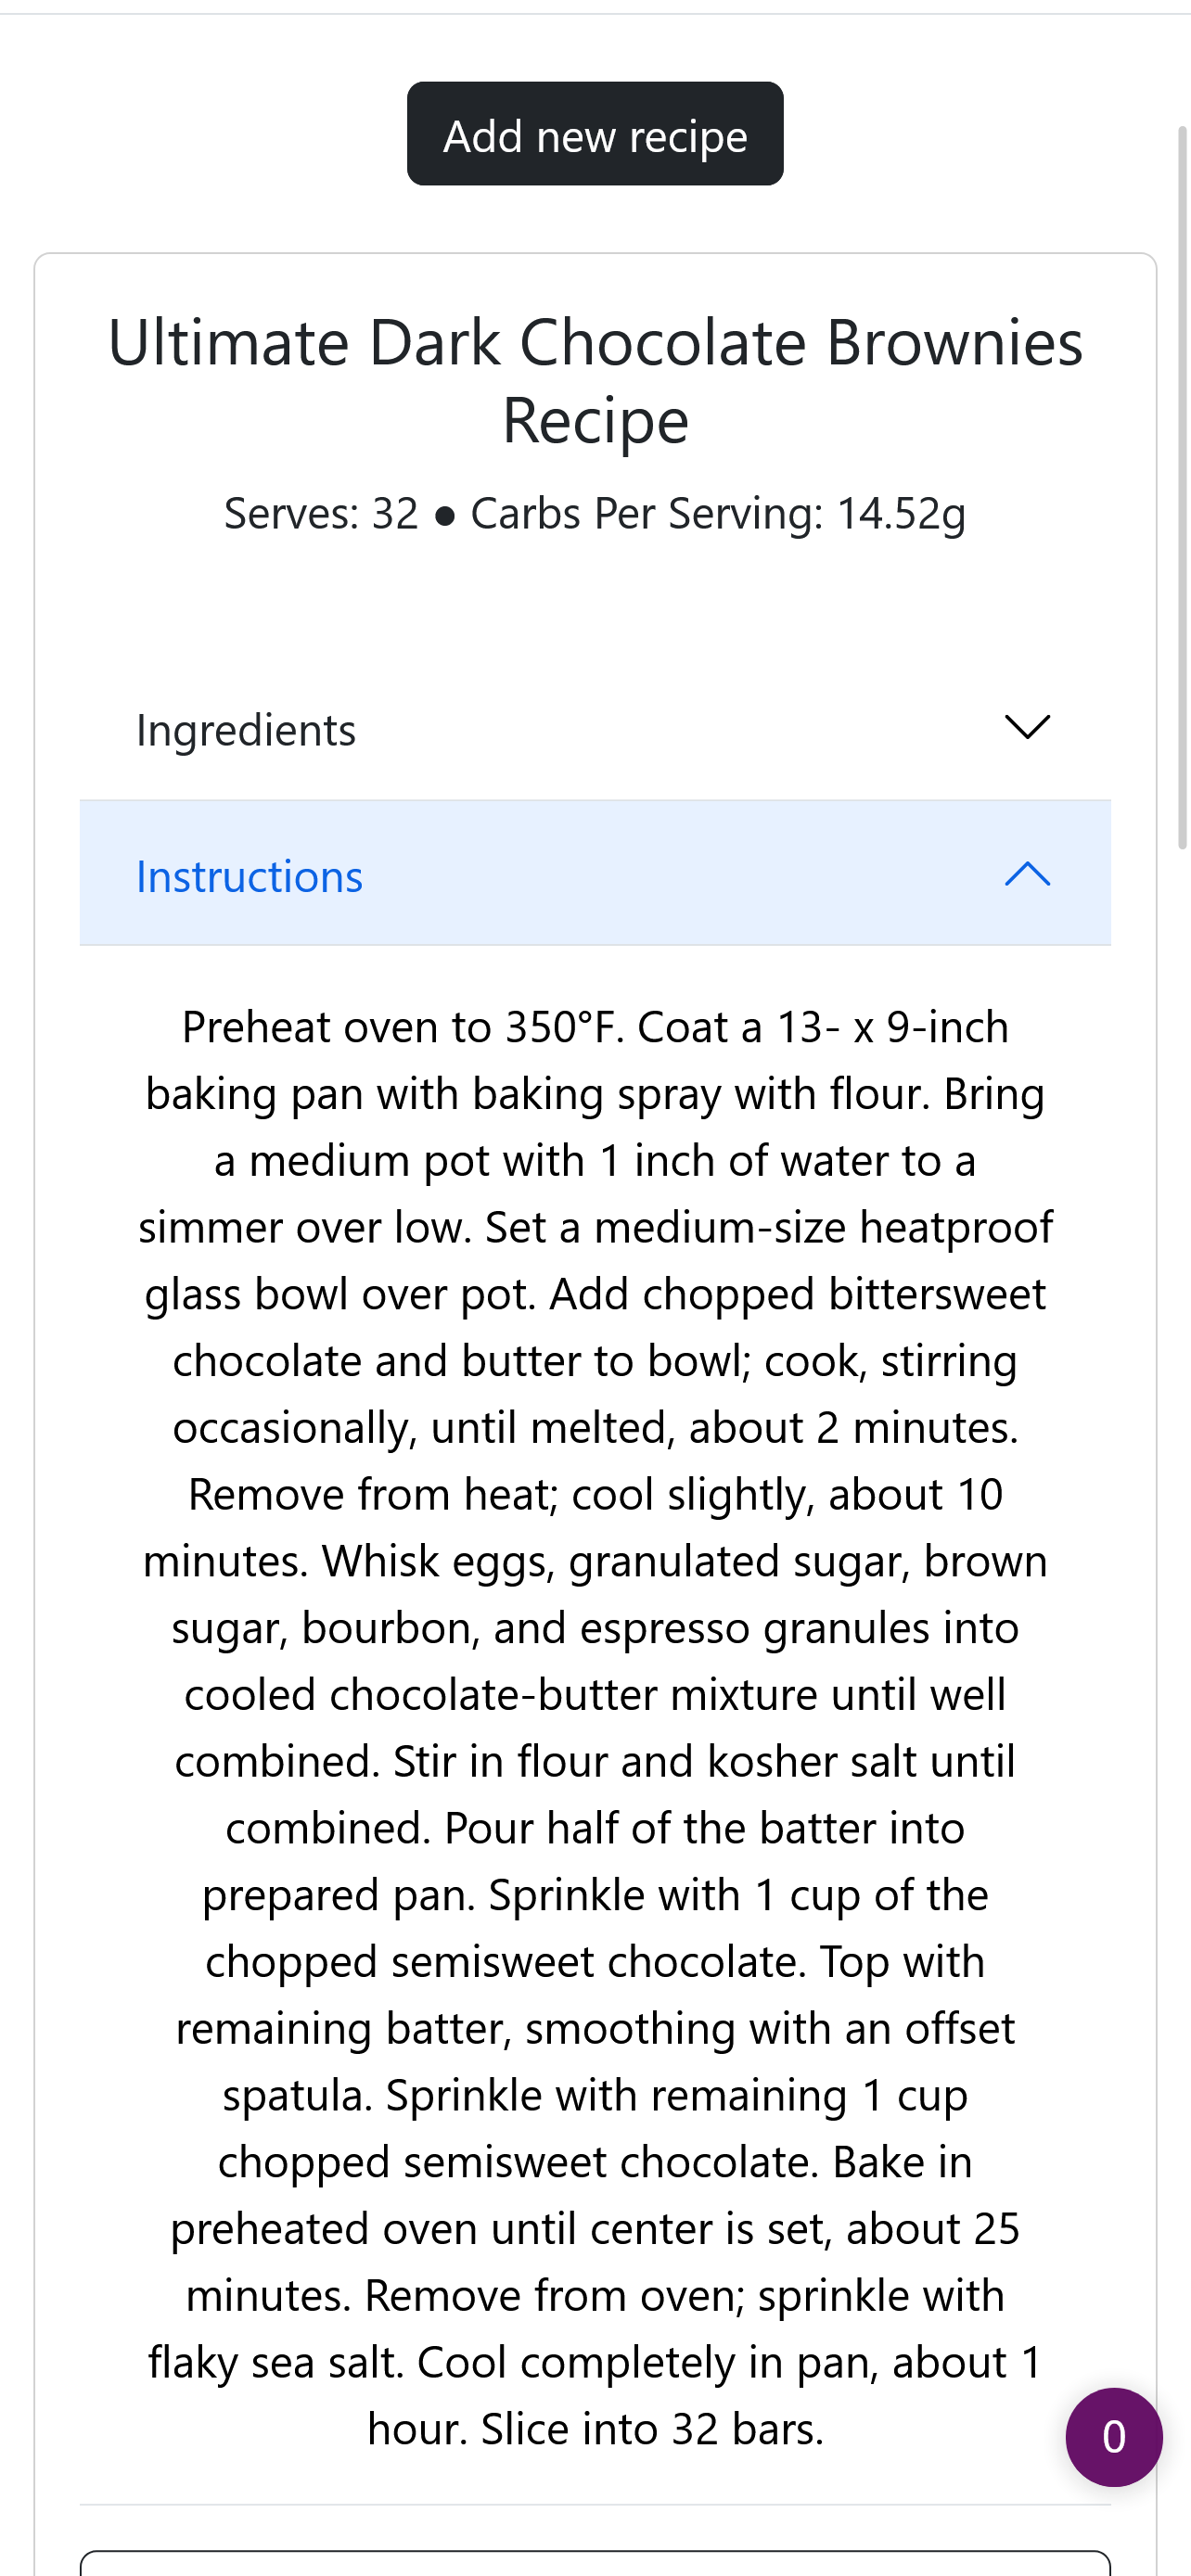 Add new recipe
Ultimate Dark Chocolate Brownies
Recipe
Serves: 32 ● Carbs Per Serving: 14.52g
Ingredients
Instructions
Preheat oven to 350°F. Coat a 13- x 9-inch
baking pan with baking spray with flour. Bring
a medium pot with 1 inch of water to a
simmer over low. Set a medium-size heatproof
glass bowl over pot. Add chopped bittersweet
chocolate and butter to bowl; cook, stirring
occasionally, until melted, about 2 minutes.
Remove from heat; cool slightly, about 10
minutes. Whisk eggs, granulated sugar, brown
sugar, bourbon, and espresso granules into
cooled chocolate-butter mixture until well
combined. Stir in flour and kosher salt until
combined. Pour half of the batter into
prepared pan. Sprinkle with 1 cup of the
chopped semisweet chocolate. Top with
remaining batter, smoothing with an offset
spatula. Sprinkle with remaining 1 cup
chopped semisweet chocolate. Bake in
preheated oven until center is set, about 25
minutes. Remove from oven; sprinkle with
flaky sea salt. Cool completely in pan, about 1
hour. Slice into 32 bars.
0